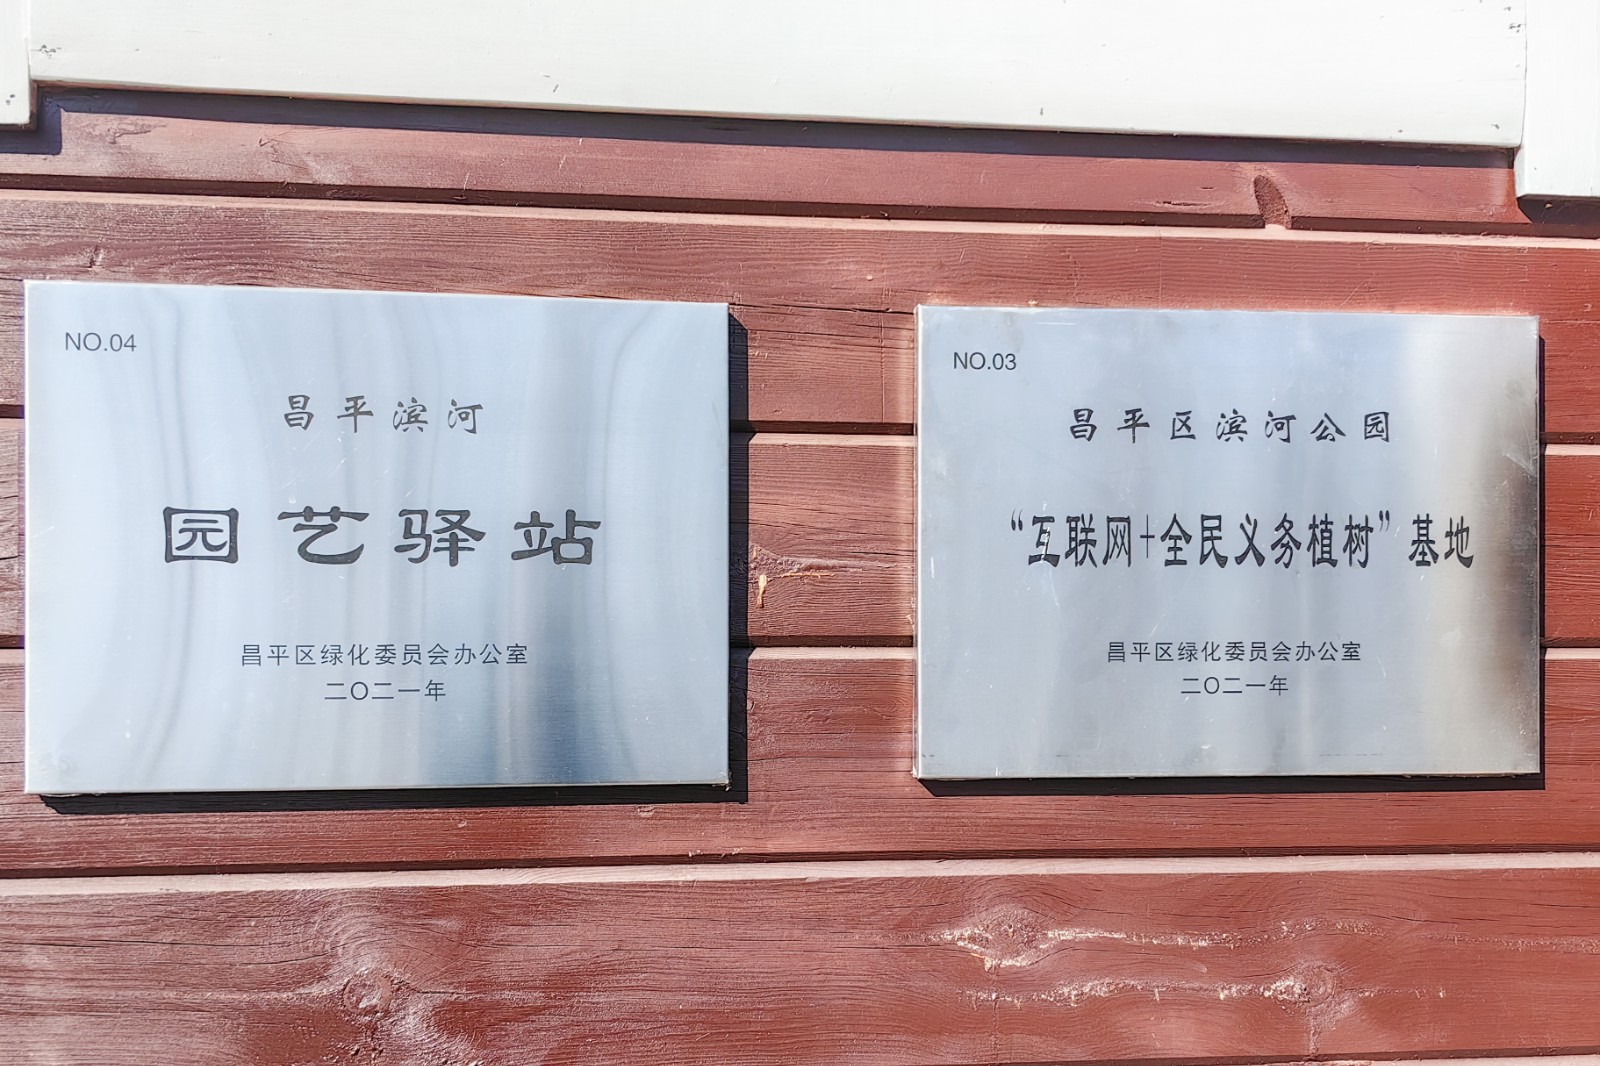 NO.04
昌平滨河
园艺驿站
昌平区绿化委员会办公室
二〇二一年
NO.03
昌平区滨河公园
“互联网+全民义务植树”基地
昌平区绿化委员会办公室
二〇二一年